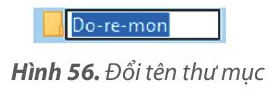 Do-re-mon
Hình 56. Đổi tên thư mục